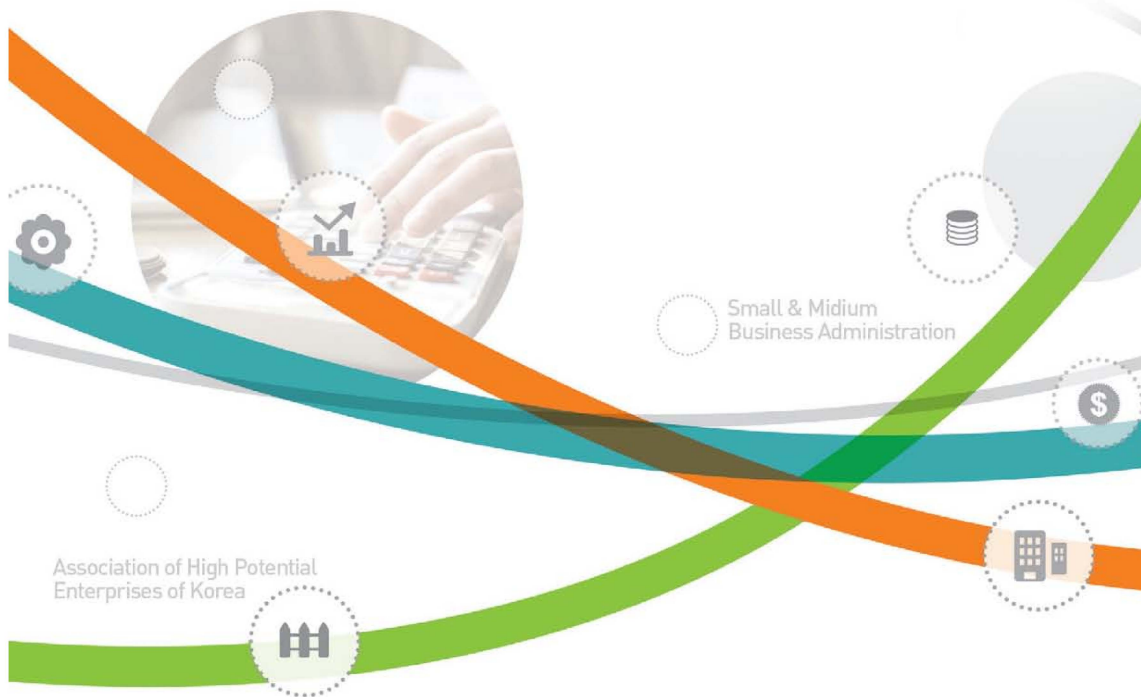 Small & Midium
Business Administration
$
Association of High Potential
Enterprises of Korea